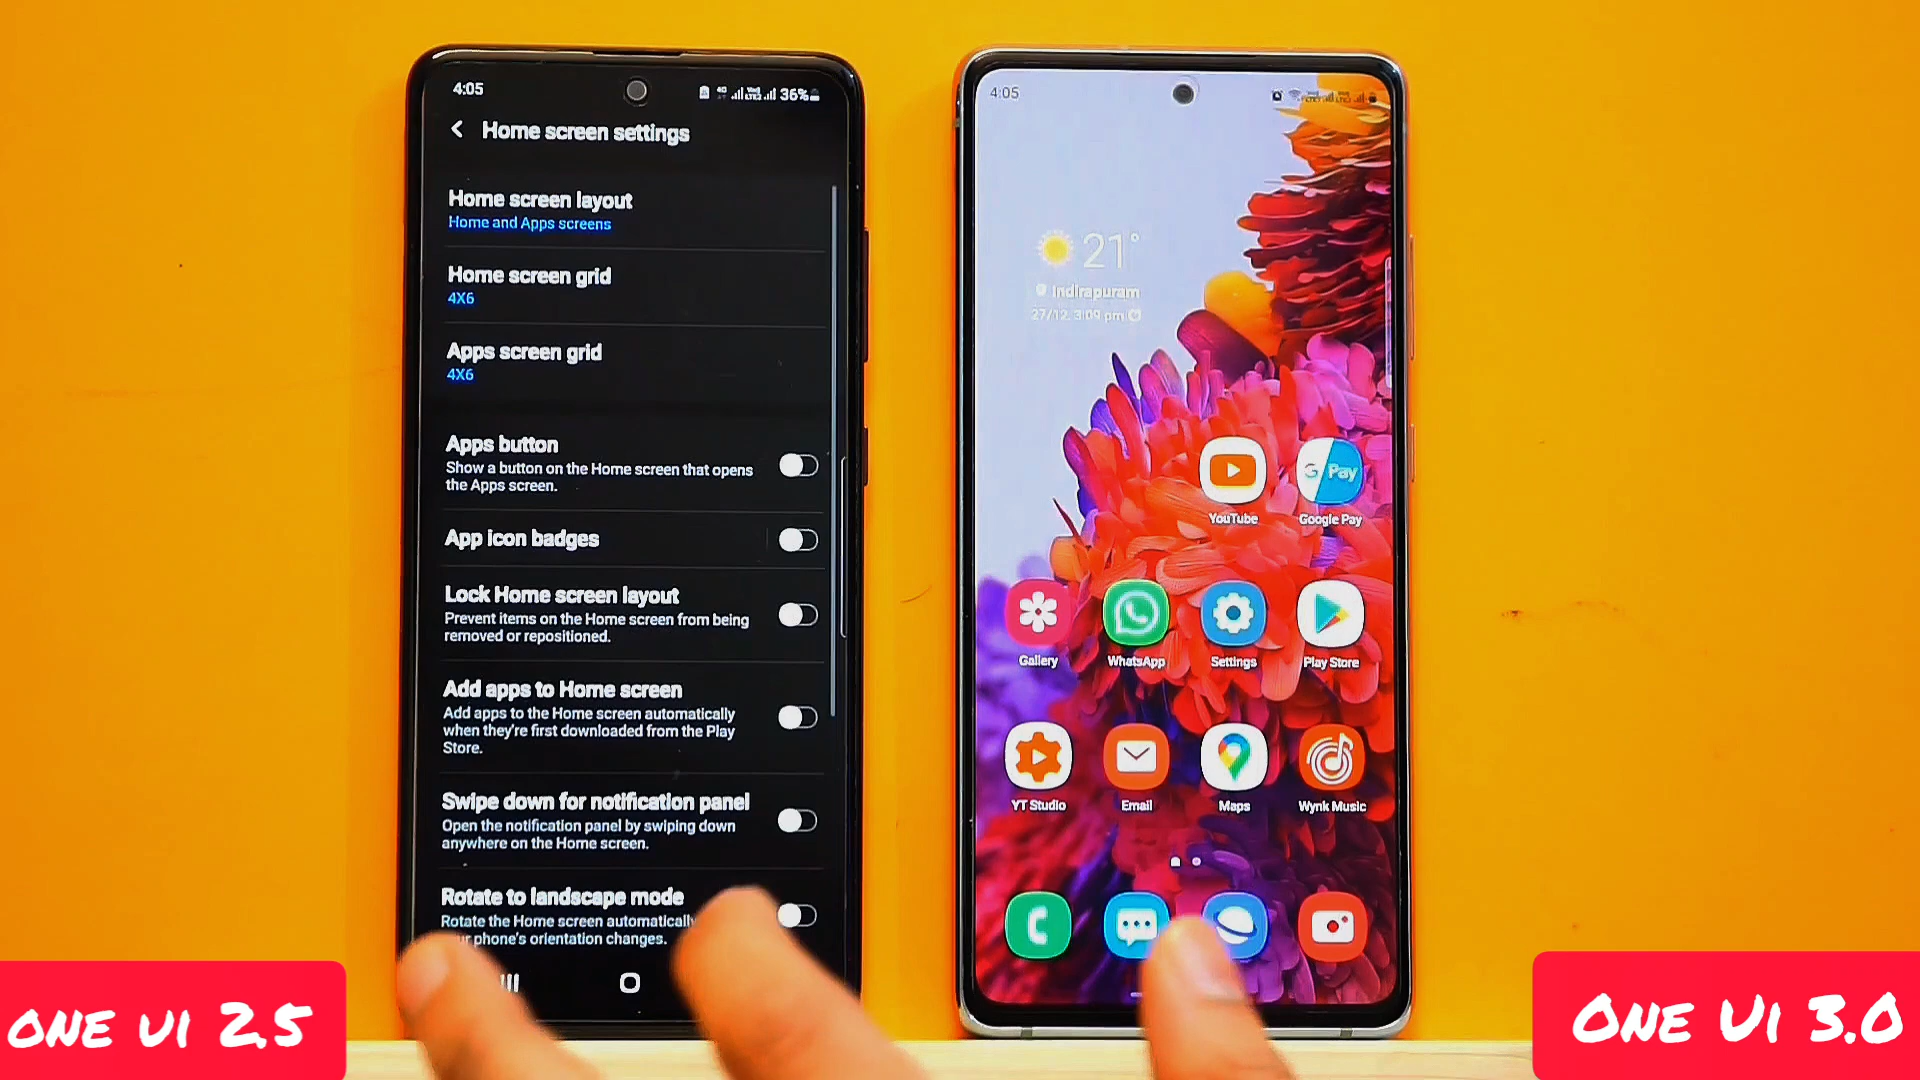 4:05
36%
Home screen settings
Home screen layout
Home and Apps screens
Home screen grid
4X6
Apps screen grid
4X6
Apps button
Show a button on the Home screen that opens
the Apps screen.
App icon badges
Lock Home screen layout
Prevent items on the Home screen from being
removed or repositioned.
Add apps to Home screen
Add apps to the Home screen automatically
when they're first downloaded from the Play
Store.
Swipe down for notification panel
Open the notification panel by swiping down
anywhere on the Home screen.
Rotate to landscape mode
Rotate the Home screen automatically
phone's orientation changes.
ONE UI 2.5
4:05
21°
Indirapuram
27/12, 3:09 pm
YouTube
Google Pay
G Pay
Gallery
WhatsApp
Settings
Play Store
YT Studio
Email
Maps
Wynk Music
ONE UI 3.0